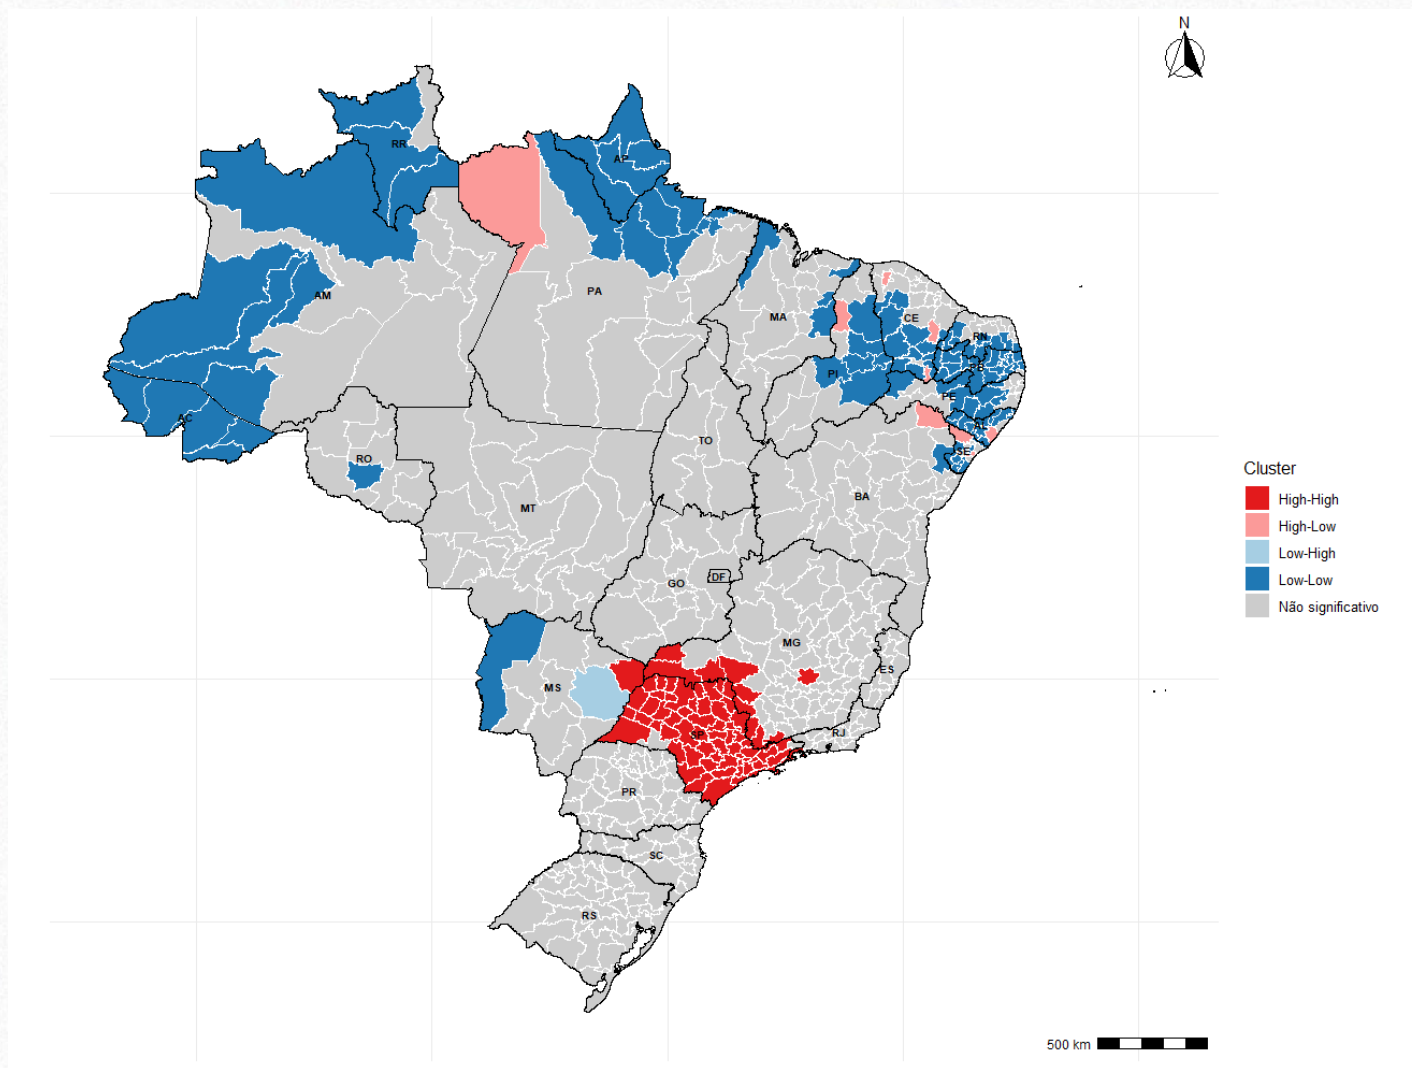 N
RR
AP
AM
PA
MA
CE
RN
PB
PI
PE
AL
AC
SE
TO
RO
BA
MT
DF
GO
MG
ES
MS
SP
RJ
PR
SC
RS
Cluster
High-High
High-Low
Low-High
Low-Low
Não significativo
500 km